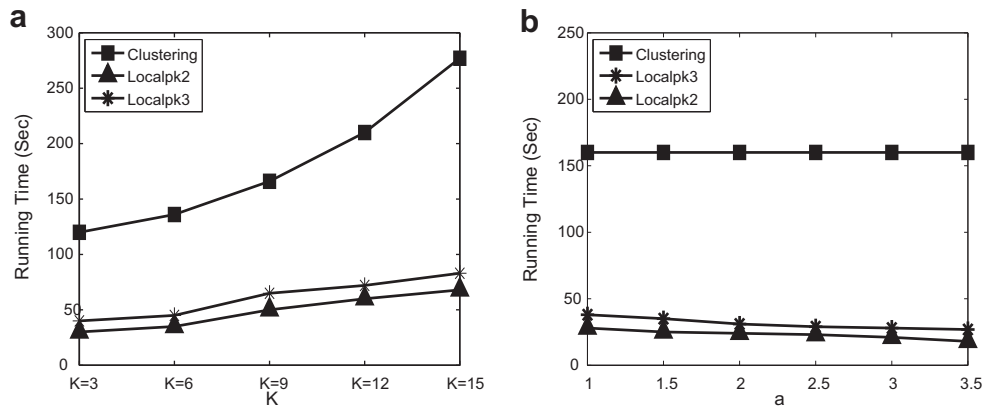 a
300
250
200
150
100
50
0
Running Time (Sec)
Clustering
Localpk2
Localpk3
K=3 K=6 K=9 K=12 K=15
K
b
250
200
150
100
50
0
Running Time (Sec)
Clustering
Localpk3
Localpk2
1 1.5 2 2.5 3 3.5
a